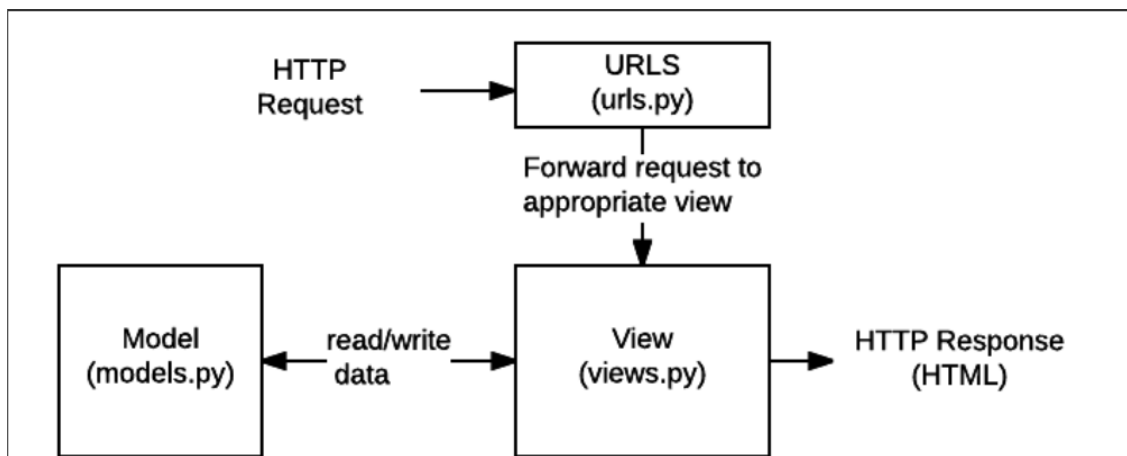 HTTP
Request
URLS
(urls.py)
Forward request to
appropriate view
Model
(models.py)
read/write
data
View
(views.py)
HTTP Response
(HTML)